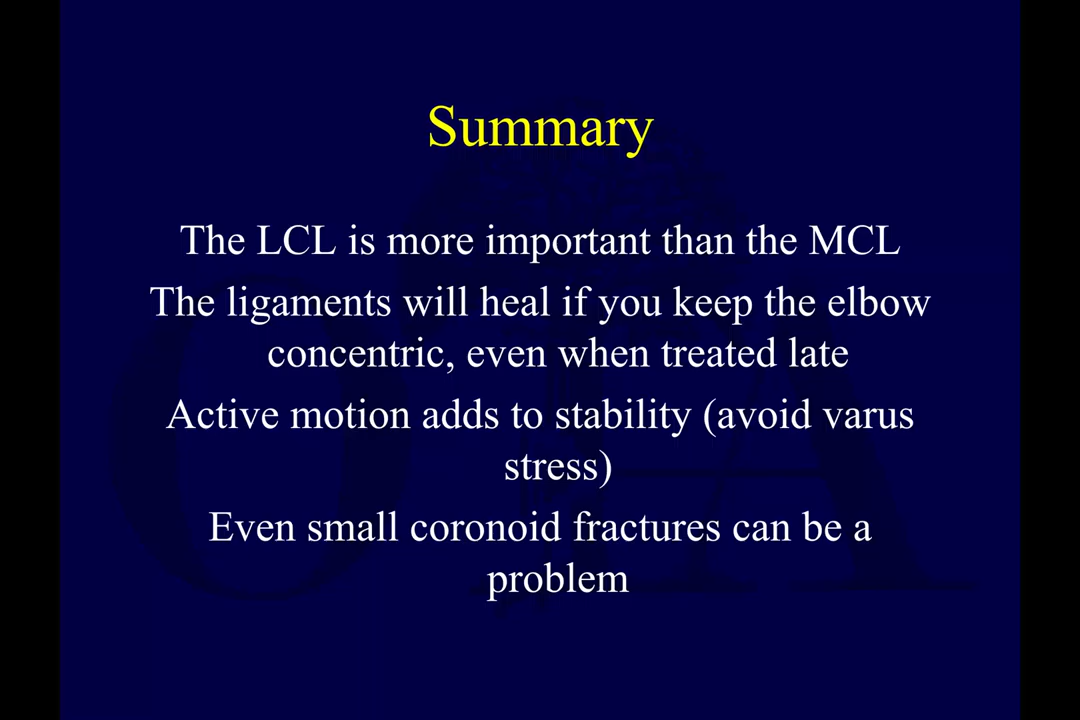 Summary
The LCL is more important than the MCL
The ligaments will heal if you keep the elbow
concentric, even when treated late
Active motion adds to stability (avoid varus
stress)
Even small coronoid fractures can be a
problem
OTA